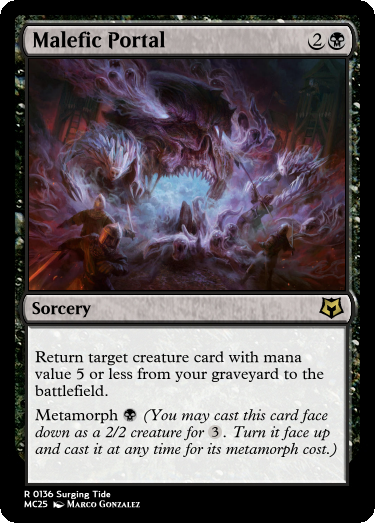 Malefic Portal 2
Sorcery
Return target creature card with mana
value 5 or less from your graveyard to the
battlefield.
Metamorph (You may cast this card face
down as a 2/2 creature for 3. Turn it face up
and cast it at any time for its metamorph cost.)
R 0136 Surging Tide
MC25 Marco Gonzalez